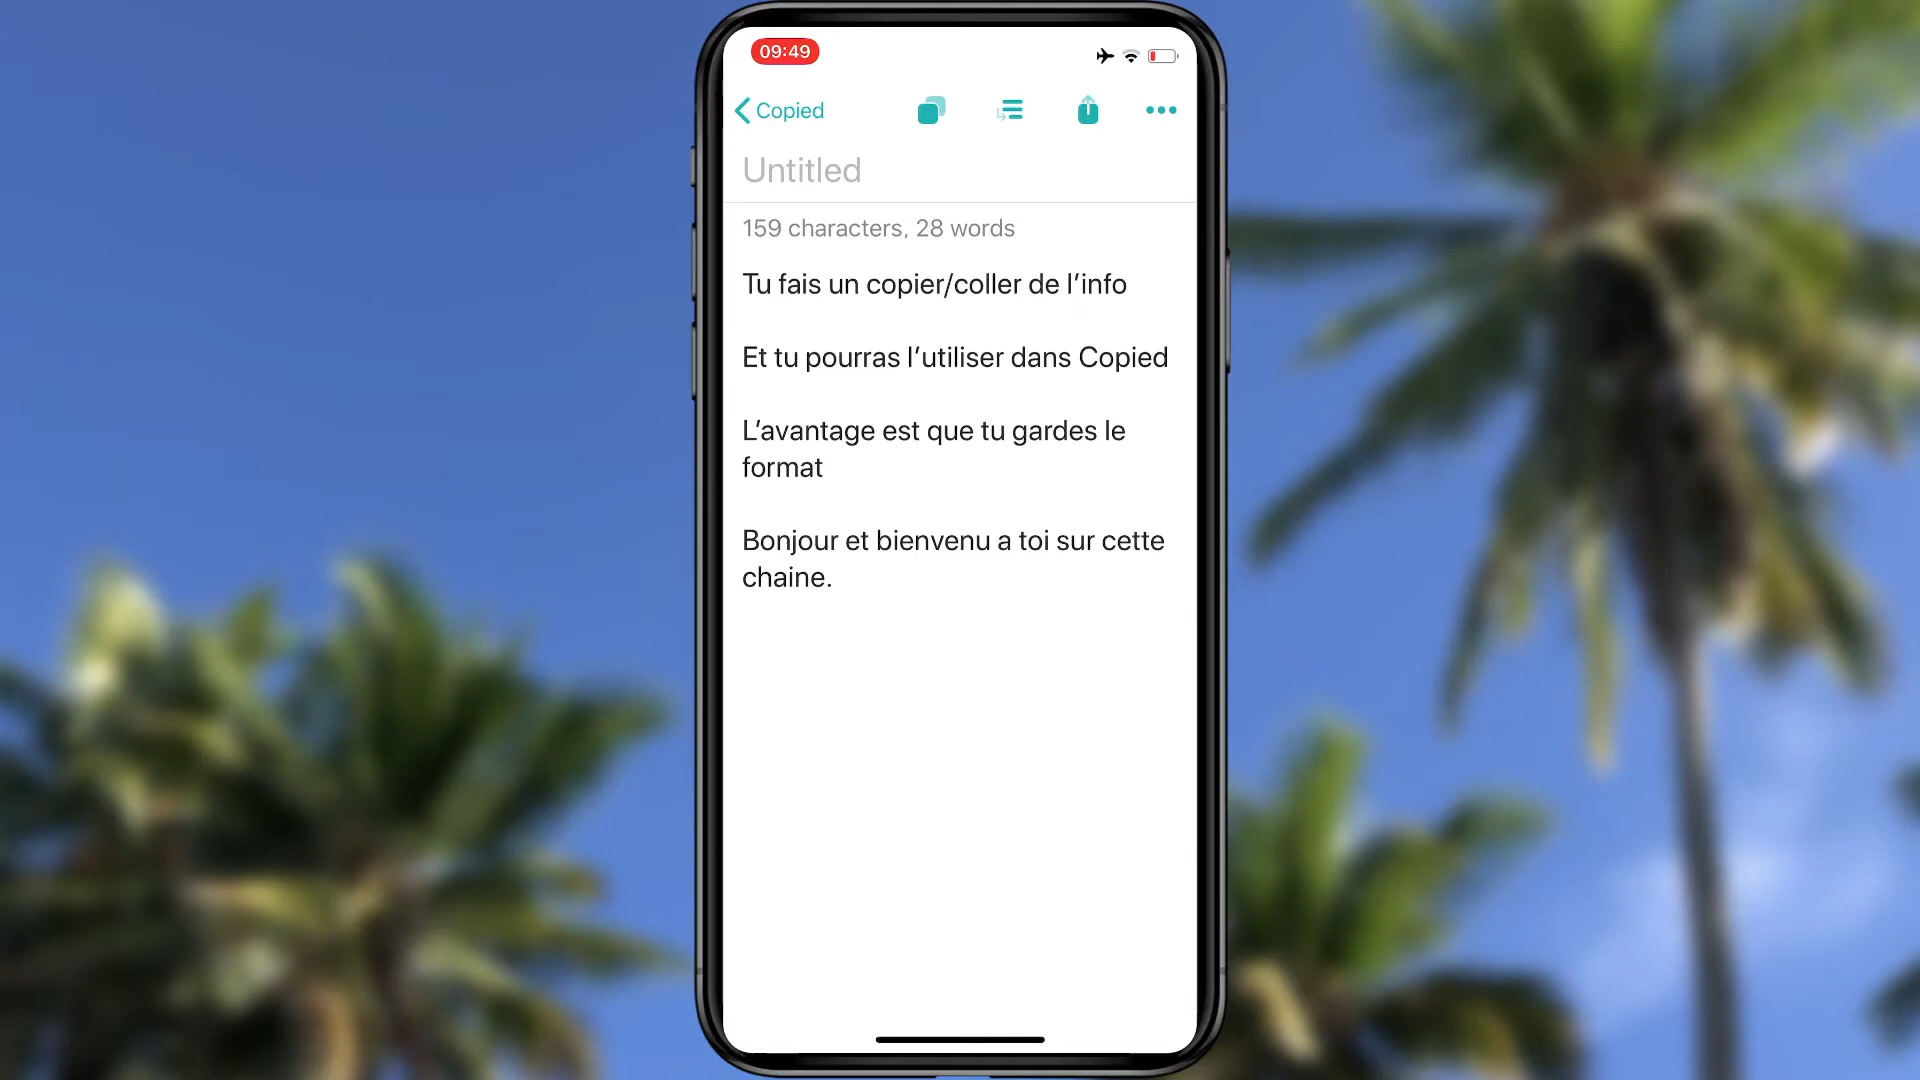 09:49
Copied
Untitled
159 characters, 28 words
Tu fais un copier/coller de l’info
Et tu pourras l’utiliser dans Copied
L’avantage est que tu gardes le
format
Bonjour et bienvenu a toi sur cette
chaine.